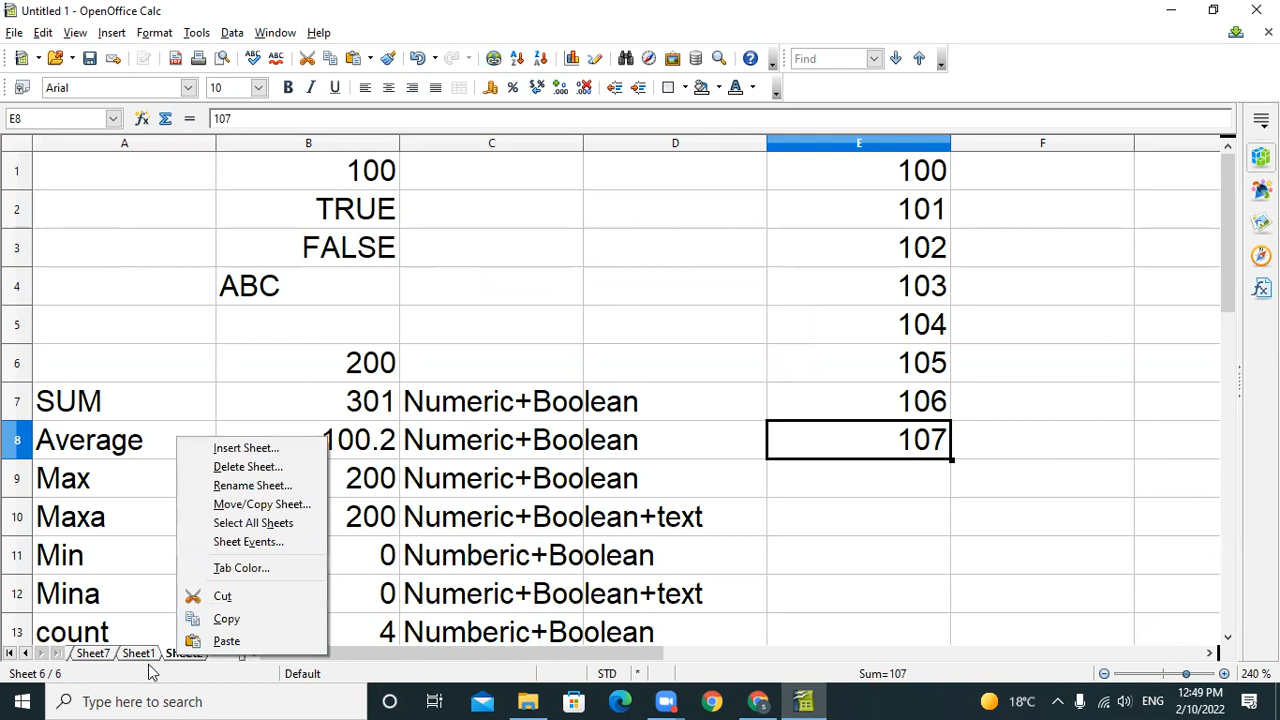 Untitled 1 - OpenOffice Calc
File Edit View Insert Format Tools Data Window Help
Find
Arial 10
E8 107
A B C D E F
1 100 100
2 TRUE 101
3 FALSE 102
4 ABC 103
5 104
6 200 105
7 SUM 301 Numeric+Boolean 106
8 Average 100.2 Numeric+Boolean 107
9 Max 200 Numeric+Boolean
10 Maxa 200 Numeric+Boolean+text
11 Min 0 Numberic+Boolean
12 Mina 0 Numeric+Boolean+text
13 count 4 Numeric+Boolean
Insert Sheet...
Delete Sheet...
Rename Sheet...
Move/Copy Sheet...
Select All Sheets
Sheet Events...
Tab Color...
Cut
Copy
Paste
Sheet7 Sheet1 Sheet2
Sheet 6 / 6 Default STD * Sum=107 240 %
Type here to search 18°C ENG 12:49 PM
2/10/2022